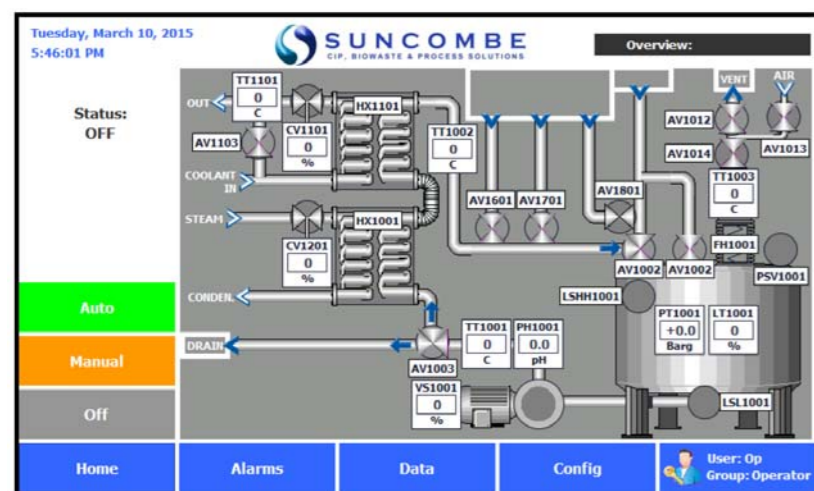 Tuesday, March 10, 2015
5:46:01 PM
SUNCOMBE
CIP, BIOWASTE & PROCESS SOLUTIONS
Overview:
Status:
OFF
Auto
Manual
Off
OUT
TT1101
0
C
AV1103
COOLANT
IN
STEAM
CONDEN.
DRAIN
CV1101
0
%
HX1101
TT1002
0
C
CV1201
0
%
HX1001
AV1601
AV1701
AV1801
AV1002
AV1002
VENT
AIR
AV1012
AV1013
AV1014
TT1003
0
C
FH1001
PSV1001
LSHH1001
PT1001
+0.0
Barg
LT1001
0
%
LSL1001
AV1003
TT1001
0
C
PH1001
0.0
pH
VS1001
0
%
Home
Alarms
Data
Config
User: Op
Group: Operator